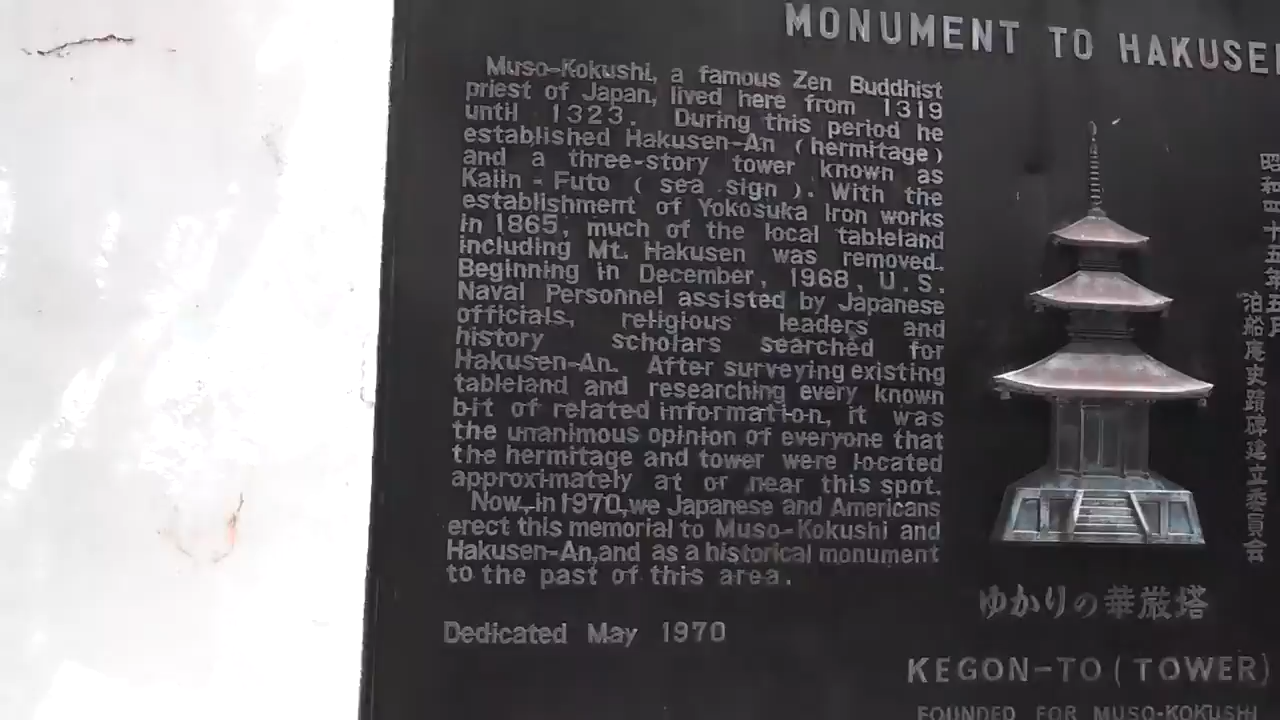 MONUMENT TO HAKUSE
Muso-Kokushi, a famous Zen Buddhist
priest of Japan, lived here from 1319
until 1323. During this period he
established Hakusen-An (hermitage)
and a three-story tower known as
Kaiin - Futo ( sea sign ). With the
establishment of Yokosuka Iron works
in 1865, much of the local tableland
including Mt. Hakusen was removed.
Beginning in December, 1968, U.S.
Naval Personnel assisted by Japanese
officials, religious leaders and
history scholars searched for
Hakusen-An. After surveying existing
tableland and researching every known
bit of related information, it was
the unanimous opinion of everyone that
the hermitage and tower were located
approximately at or near this spot.
Now, in 1970, we Japanese and Americans
erect this memorial to Muso-Kokushi and
Hakusen-An, and as a historical monument
to the past of this area.
Dedicated May 1970
昭和四十五年五月
泊船庵史蹟碑建立委員会
ゆかりの華厳塔
KEGON-TO (TOWER)
FOUNDED FOR MUSO-KOKUSHI